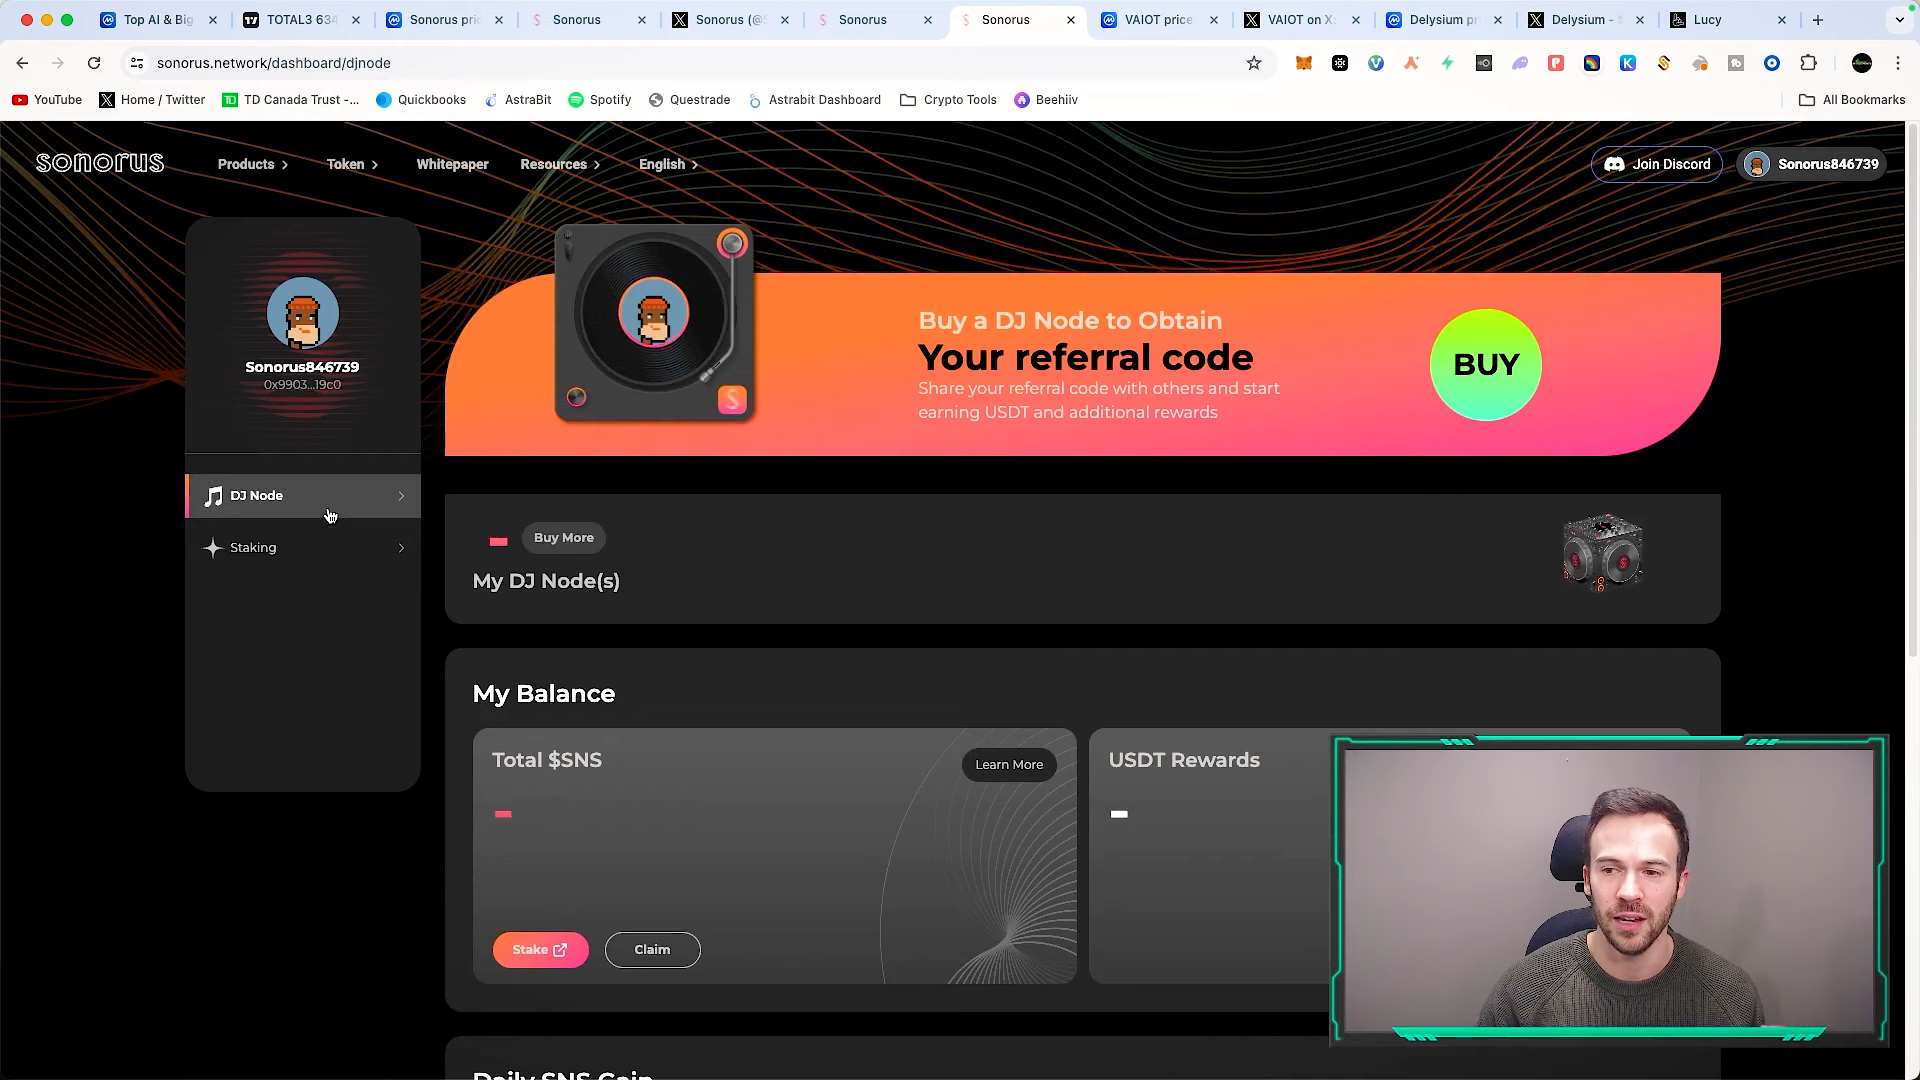 Top AI & Big
TOTAL3 634
Sonorus pri
Sonorus
Sonorus (@S
Sonorus
Sonorus
VAIOT price
VAIOT on X:
Delysium pr
Delysium - $
Lucy
sonorus.network/dashboard/djnode
YouTube
Home / Twitter
TD Canada Trust -...
Quickbooks
AstraBit
Spotify
Questrade
Astrabit Dashboard
Crypto Tools
Beehiiv
All Bookmarks
sonorus
Products
Token
Whitepaper
Resources
English
Join Discord
Sonorus846739
Sonorus846739
0x9903...19c0
DJ Node
Staking
Buy a DJ Node to Obtain
Your referral code
Share your referral code with others and start
earning USDT and additional rewards
BUY
Buy More
My DJ Node(s)
My Balance
Total $SNS
Learn More
Stake
Claim
USDT Rewards
Daily SNS Gain